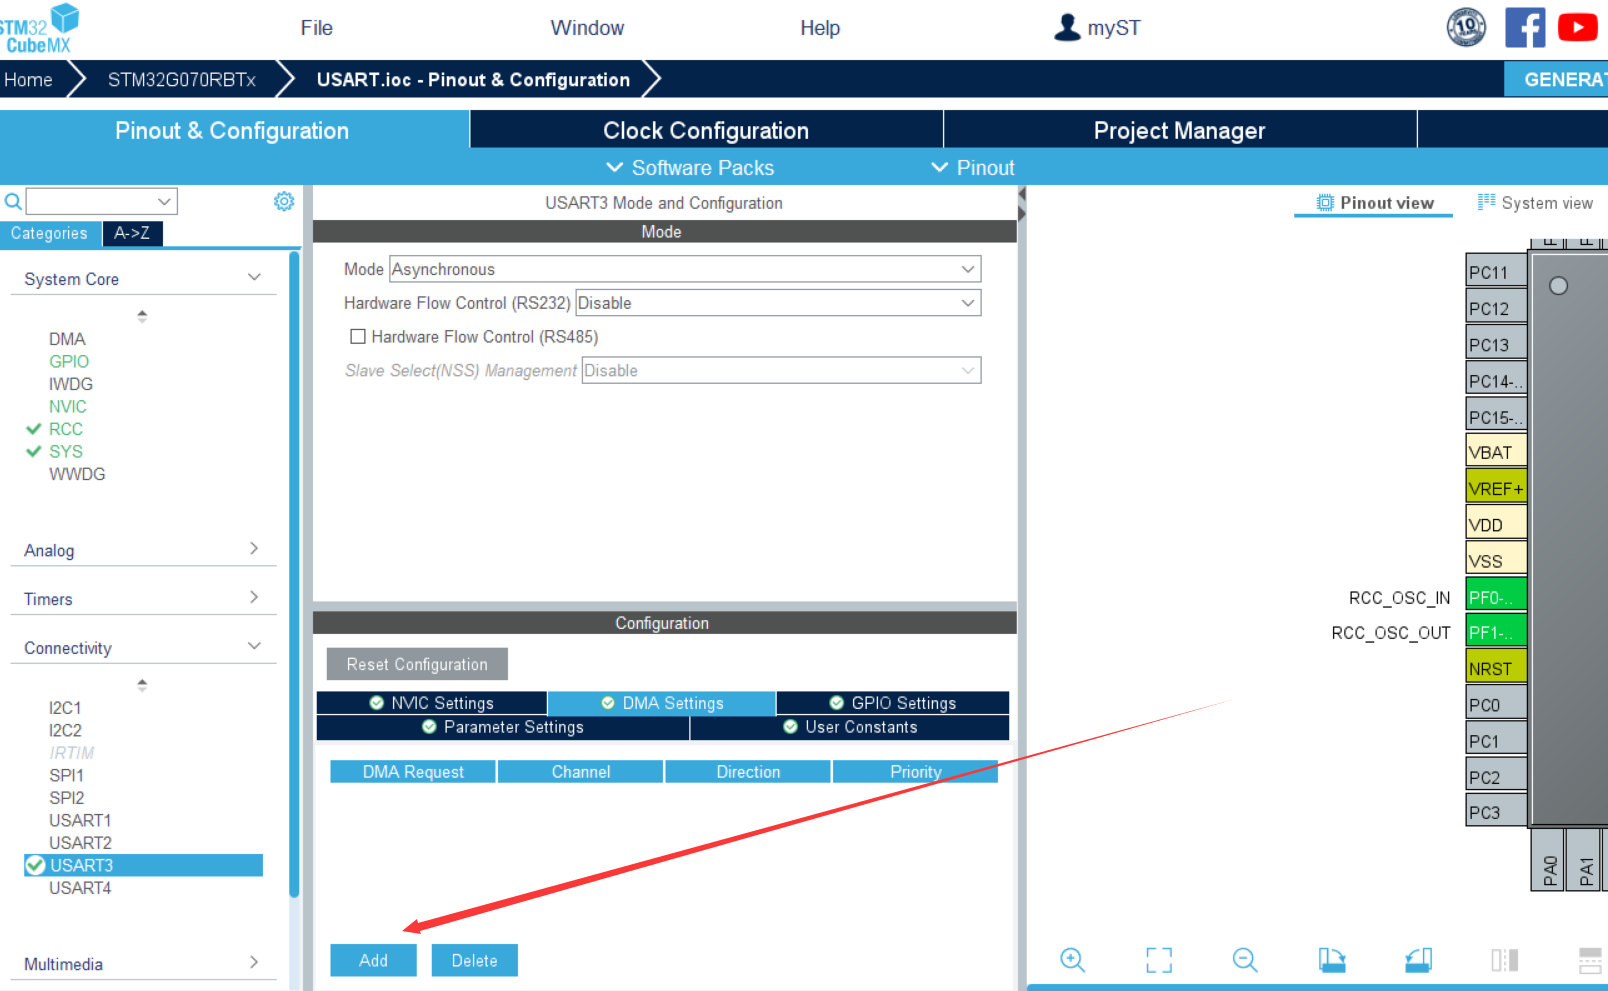 STM32
CubeMX
File
Window
Help
myST
10
Home
STM32G070RBTx
USART.ioc - Pinout & Configuration
GENERAT
Pinout & Configuration
Clock Configuration
Project Manager
Software Packs
Pinout
Categories
A->Z
System Core
DMA
GPIO
IWDG
NVIC
RCC
SYS
WWDG
Analog
Timers
Connectivity
I2C1
I2C2
IRTIM
SPI1
SPI2
USART1
USART2
USART3
USART4
Multimedia
USART3 Mode and Configuration
Mode
Mode Asynchronous
Hardware Flow Control (RS232) Disable
Hardware Flow Control (RS485)
Slave Select(NSS) Management Disable
Configuration
Reset Configuration
NVIC Settings
DMA Settings
GPIO Settings
Parameter Settings
User Constants
DMA Request
Channel
Direction
Priority
Add
Delete
Pinout view
System view
PC11
PC12
PC13
PC14-..
PC15-..
VBAT
VREF+
VDD
VSS
RCC_OSC_IN PF0-..
RCC_OSC_OUT PF1-..
NRST
PC0
PC1
PC2
PC3
PA0
PA1